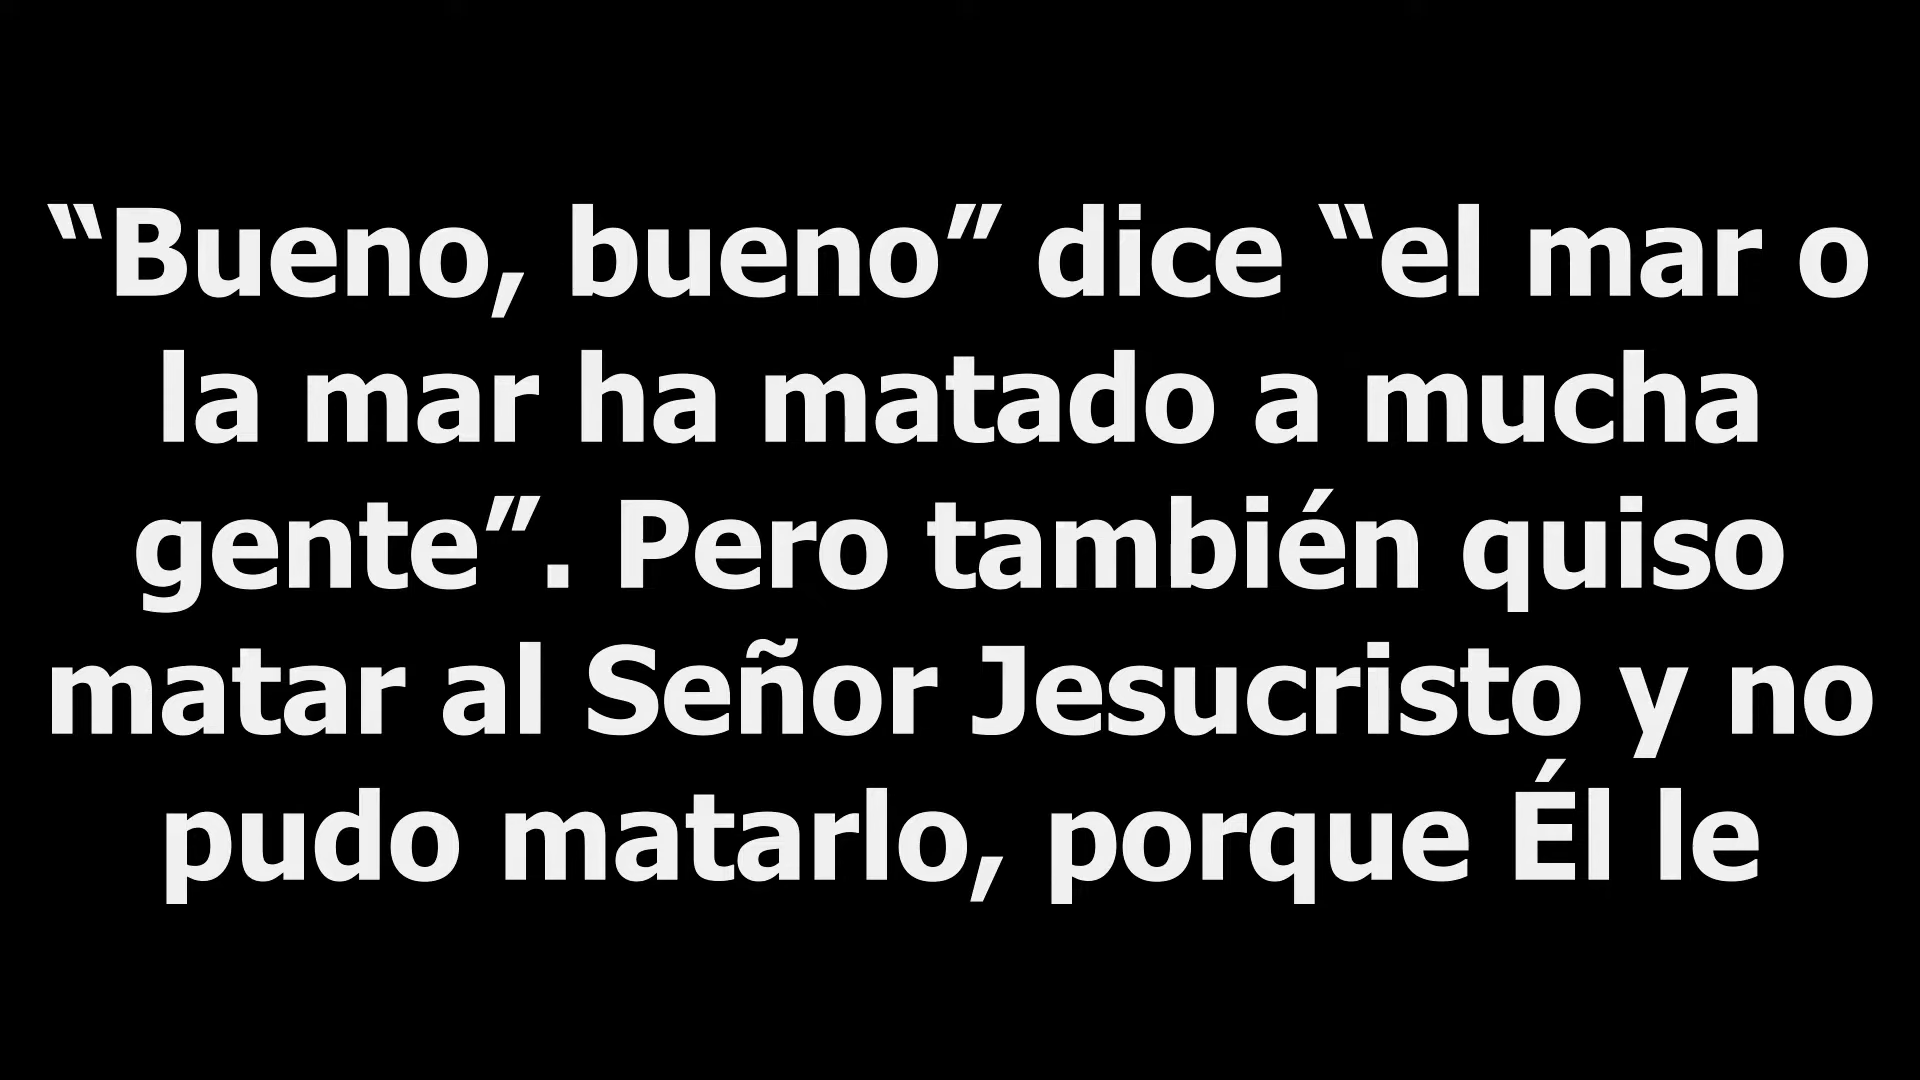 “Bueno, bueno” dice “el mar o
la mar ha matado a mucha
gente”. Pero también quiso
matar al Señor Jesucristo y no
pudo matarlo, porque Él le